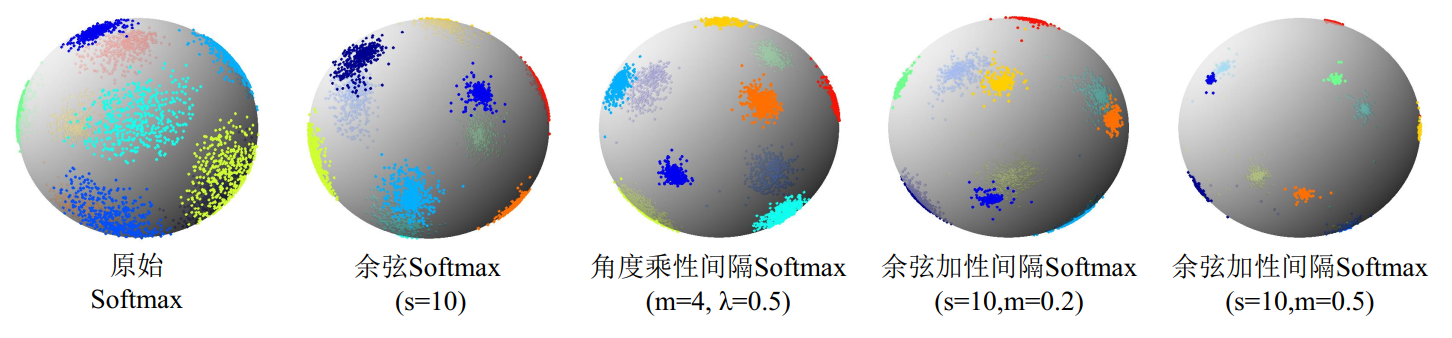 原始
Softmax
余弦Softmax
(s=10)
角度乘性间隔Softmax
(m=4, λ=0.5)
余弦加性间隔Softmax
(s=10,m=0.2)
余弦加性间隔Softmax
(s=10,m=0.5)